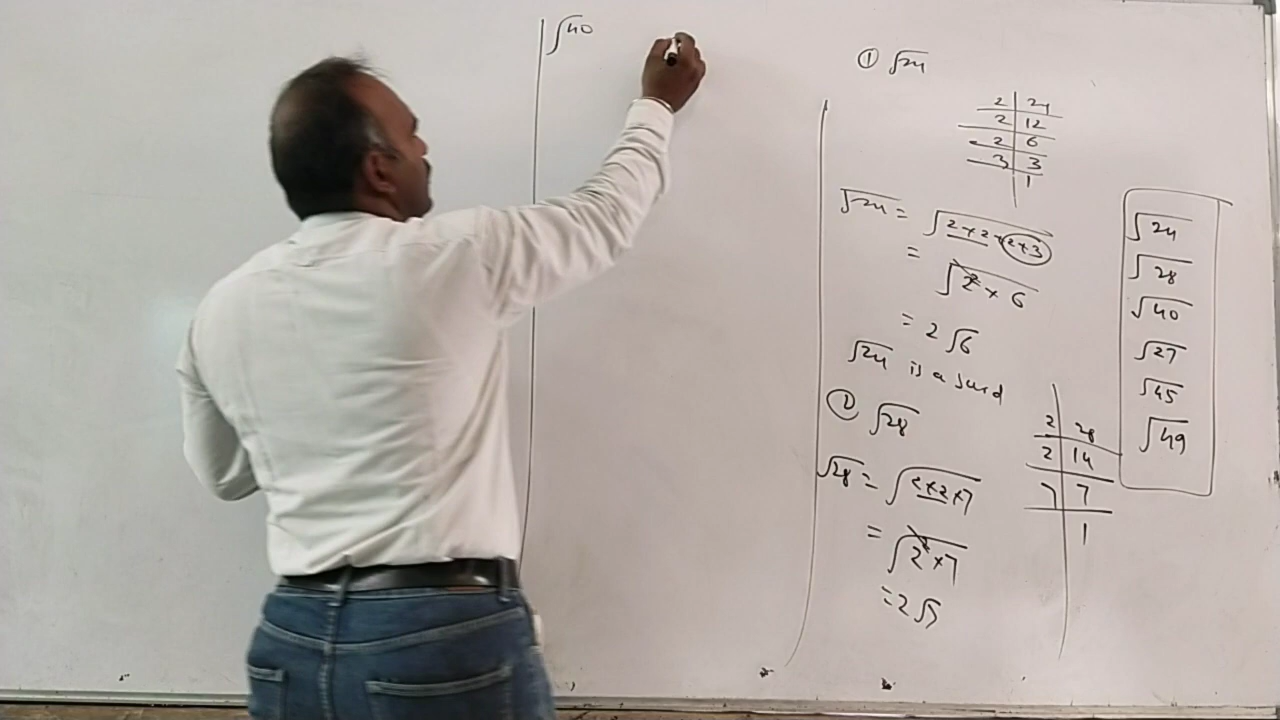 √40
① √24
2 | 24
2 | 12
2 | 6
3 | 3
1
√24 = √2×2×2×3
= √2²×6
= 2√6
√24 is a surd
② √28
2 | 28
2 | 14
7 | 7
1
√28 = √2×2×7
= √2²×7
= 2√7
√24
√28
√40
√27
√45
√49